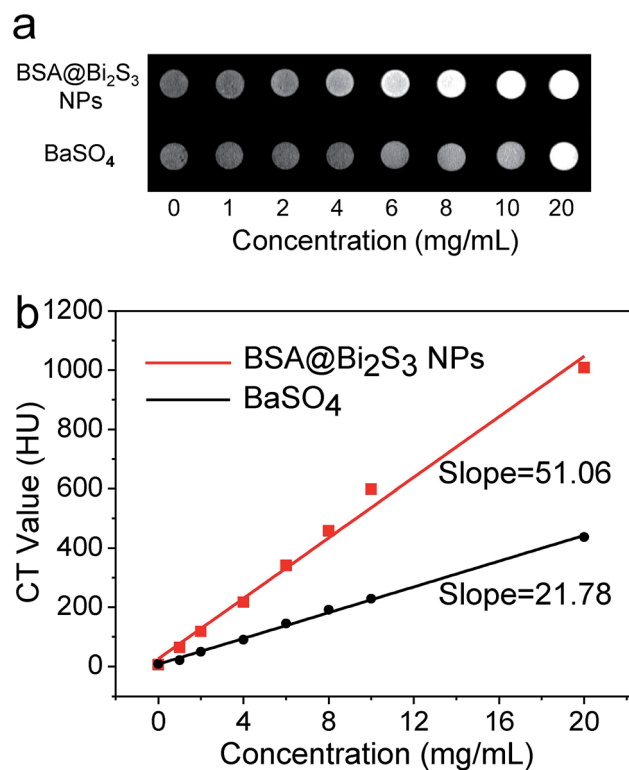 a
BSA@Bi₂S₃
NPs
BaSO₄
0 1 2 4 6 8 10 20
Concentration (mg/mL)
b
1200
1000
800
600
400
200
0
CT Value (HU)
BSA@Bi₂S₃ NPs
BaSO₄
Slope=51.06
Slope=21.78
0 4 8 12 16 20
Concentration (mg/mL)